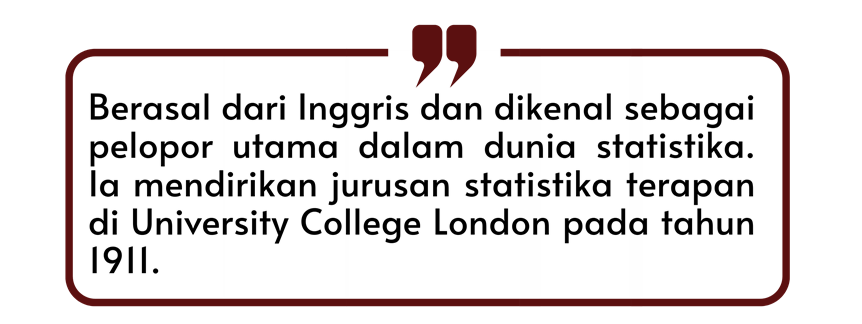 Berasal dari Inggris dan dikenal sebagai
pelopor utama dalam dunia statistika.
Ia mendirikan jurusan statistika terapan
di University College London pada tahun
1911.